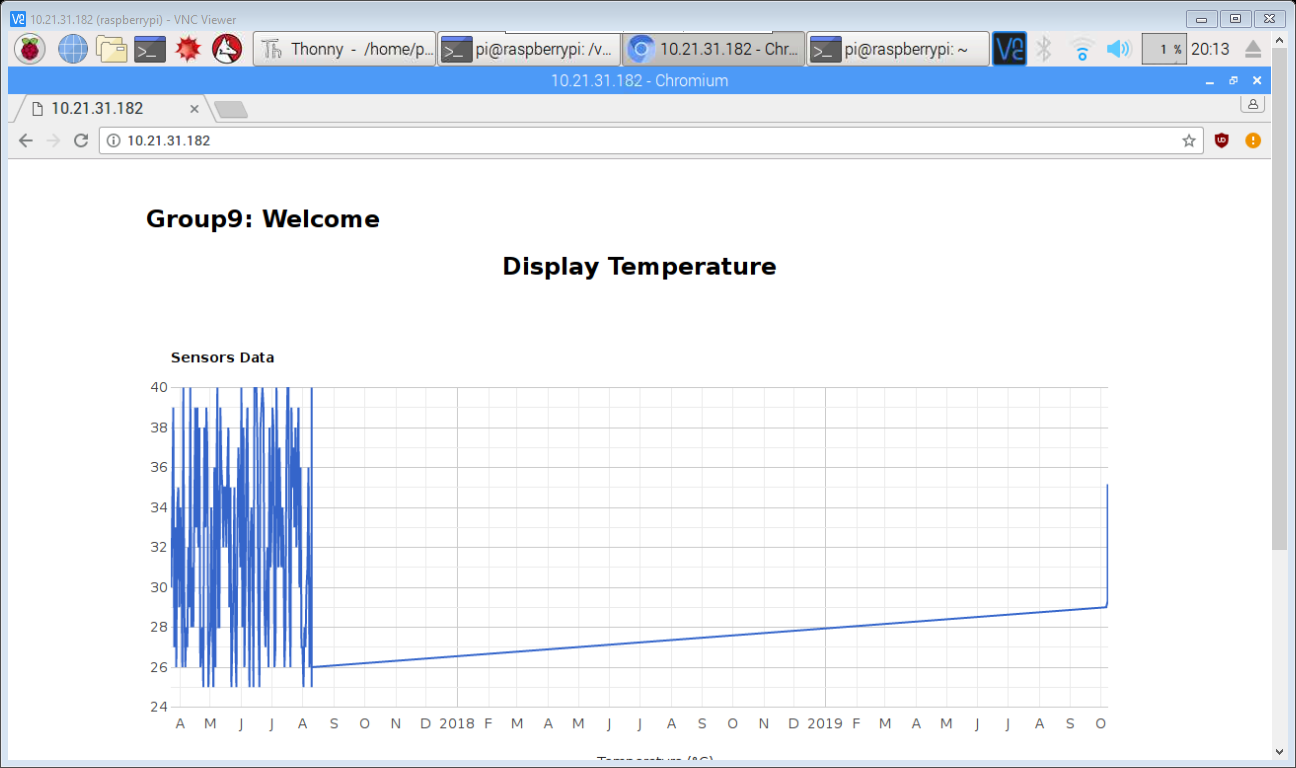 10.21.31.182 (raspberrypi) - VNC Viewer
Thonny - /home/p...
pi@raspberrypi: /v...
10.21.31.182 - Chr...
pi@raspberrypi: ~
1 %
20:13
10.21.31.182 - Chromium
10.21.31.182
10.21.31.182
Group9: Welcome
Display Temperature
Sensors Data
40
38
36
34
32
30
28
26
24
A M J J A S O N D 2018 F M A M J J A S O N D 2019 F M A M J J A S O
Temperature (°C)